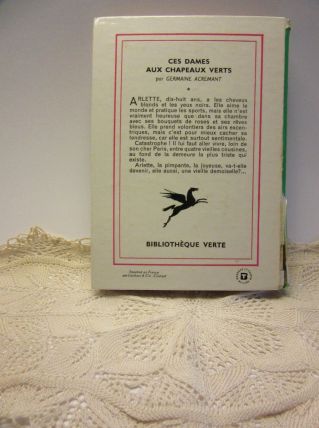 CES DAMES
AUX CHAPEAUX VERTS
par GERMAINE ACREMANT
ARLETTE, dix-huit ans, a les cheveux
blonds et les yeux noirs. Elle aime le
monde et pratique les sports, mais elle n'est
vraiment heureuse que dans sa chambre
avec ses bouquets de roses et ses rêves
bleus. Elle prend volontiers des airs excen-
triques, mais c'est pour mieux cacher sa
tendresse, car elle est surtout sentimentale.
Catastrophe ! Il lui faut aller vivre, loin
de son cher Paris, entre quatre vieilles cousines,
au fond de la demeure la plus triste qui
existe.
Arlette, la pimpante, la joyeuse, va-t-elle
devenir, elle aussi, une vieille demoiselle?...
BIBLIOTHÈQUE VERTE